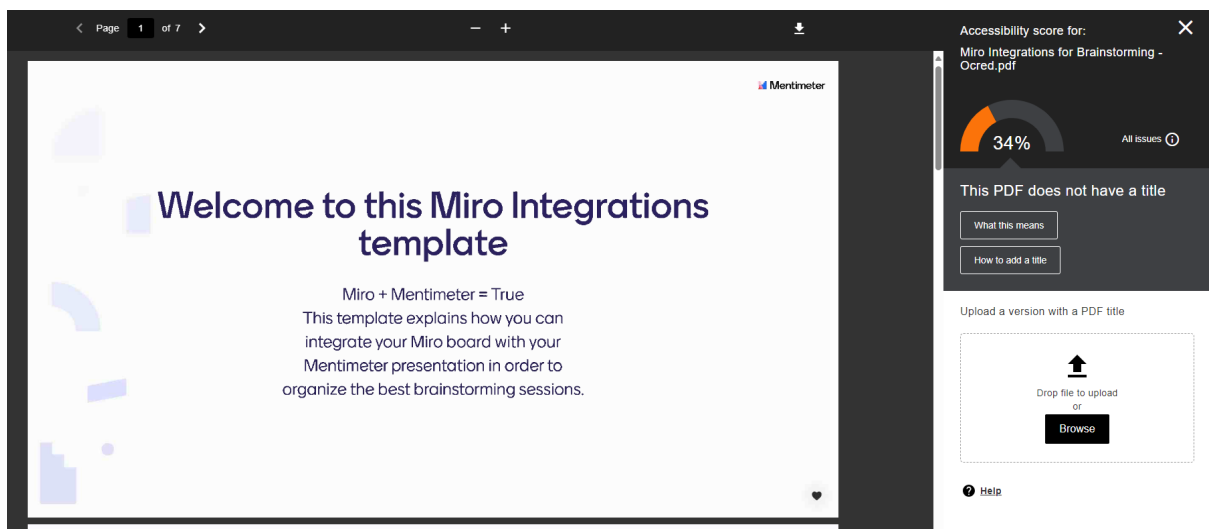 Page 1 of 7
Mentimeter
Welcome to this Miro Integrations
template
Miro + Mentimeter = True
This template explains how you can
integrate your Miro board with your
Mentimeter presentation in order to
organize the best brainstorming sessions.
Accessibility score for:
Miro Integrations for Brainstorming -
Ocred.pdf
34%
All issues
This PDF does not have a title
What this means
How to add a title
Upload a version with a PDF title
Drop file to upload
or
Browse
Help